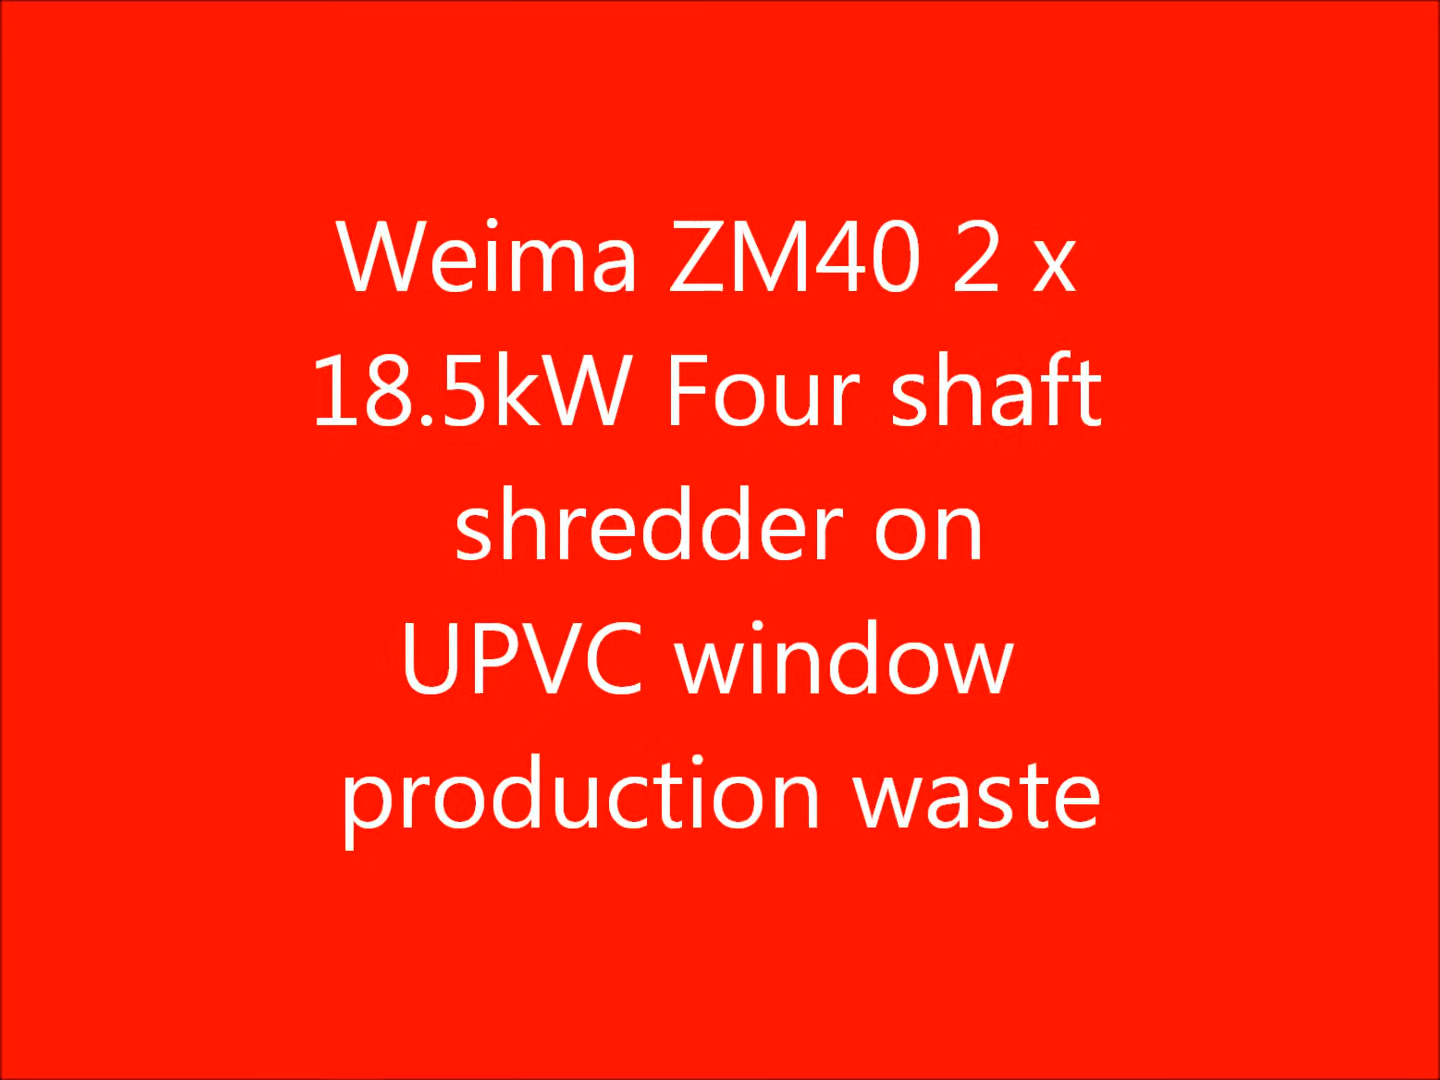 Weima ZM40 2 x
18.5kW Four shaft
shredder on
UPVC window
production waste